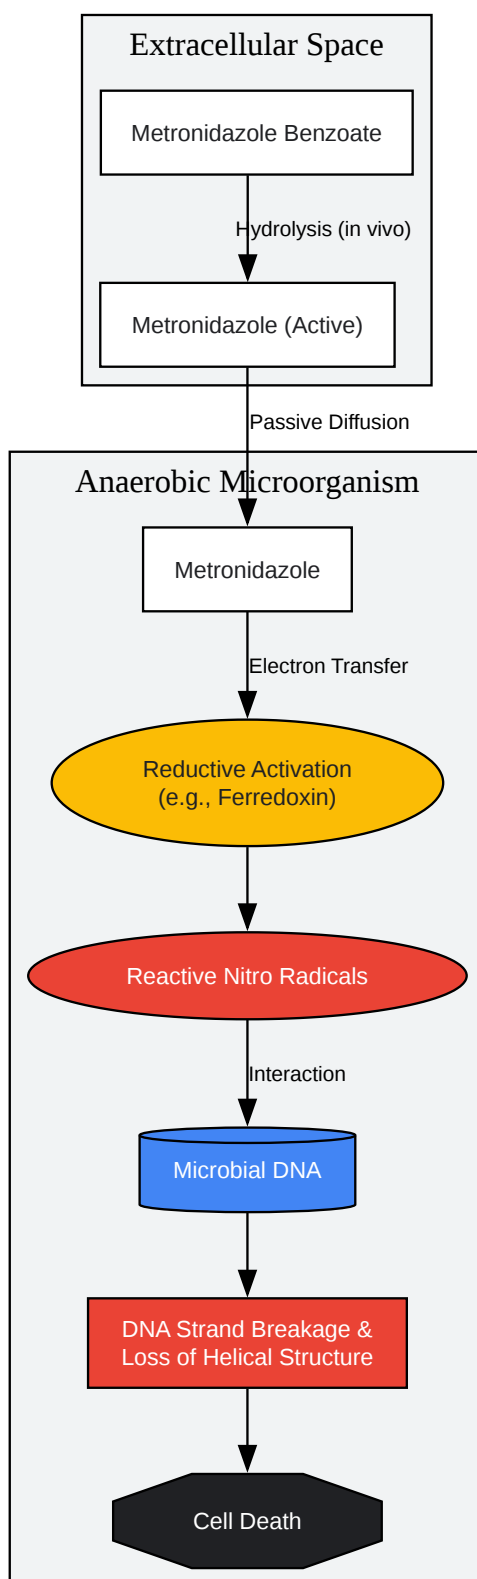 Extracellular Space
Metronidazole Benzoate
Hydrolysis (in vivo)
Metronidazole (Active)
Passive Diffusion
Anaerobic Microorganism
Metronidazole
Electron Transfer
Reductive Activation
(e.g., Ferredoxin)
Reactive Nitro Radicals
Interaction
Microbial DNA
DNA Strand Breakage &
Loss of Helical Structure
Cell Death